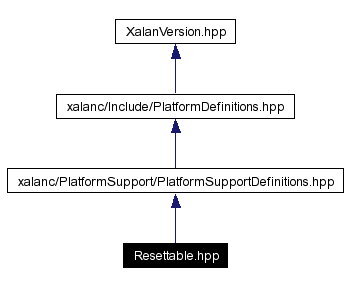 XalanVersion.hpp
xalanc/Include/PlatformDefinitions.hpp
xalanc/PlatformSupport/PlatformSupportDefinitions.hpp
Resettable.hpp